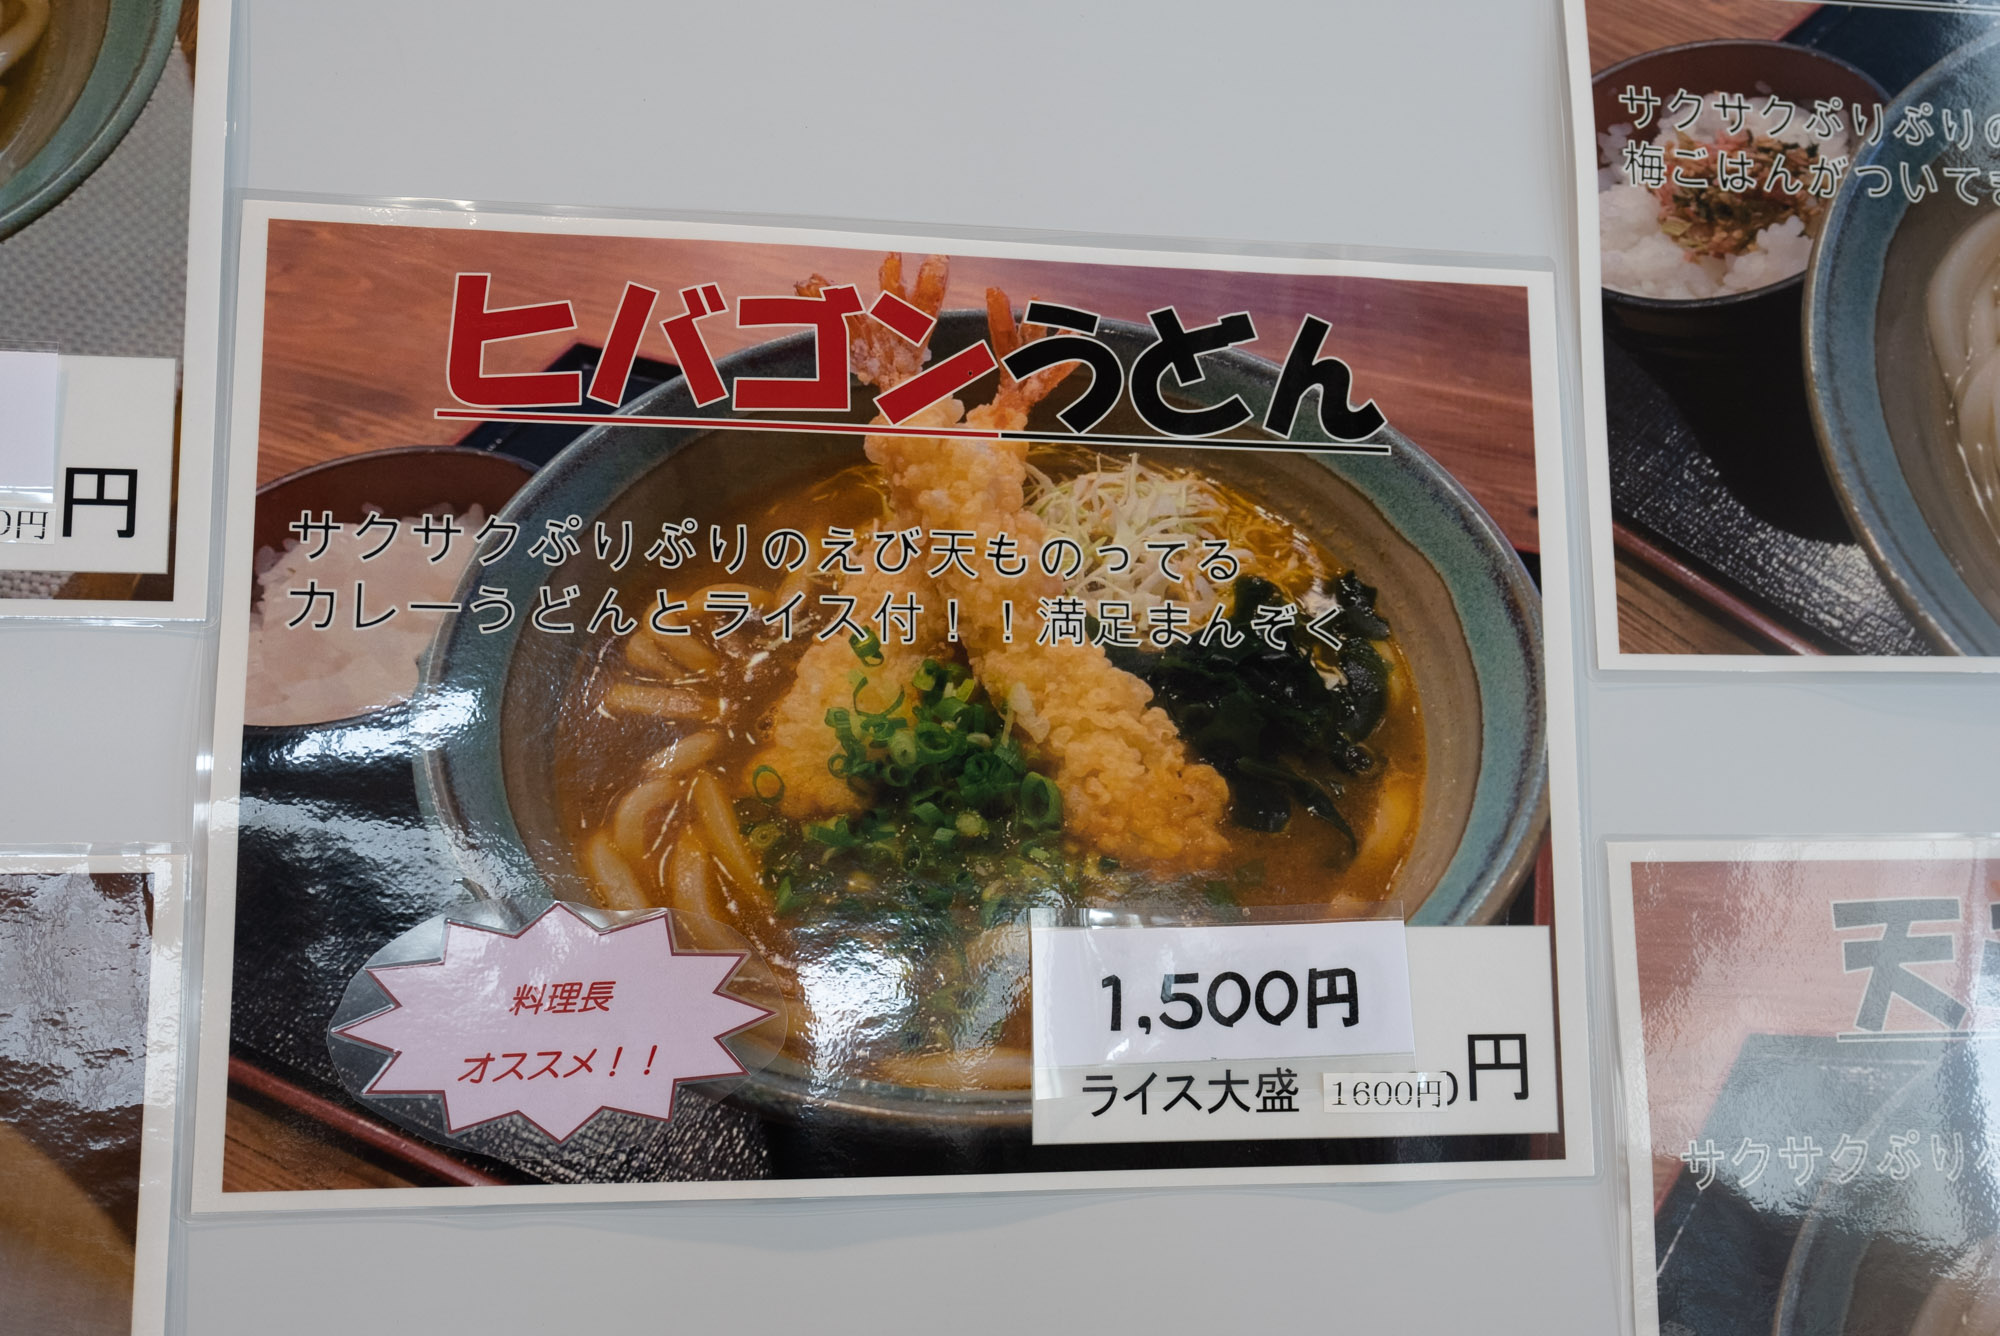 ヒバゴンうどん
サクサクぷりぷりのえび天ものってる
カレーうどんとライス付！！満足まんぞく
料理長
オススメ！！
1,500円
ライス大盛 1600円
円
円
0円
サクサクぷりぷりの
梅ごはんがついてま
天
サクサクぷり